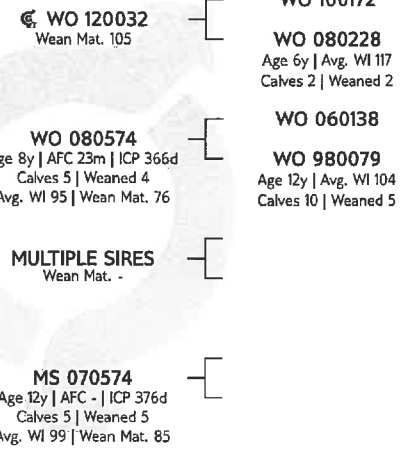 WO 120032
Wean Mat. 105
WO 080574
ge 8y | AFC 23m | ICP 366d
Calves 5 | Weaned 4
Avg. WI 95 | Wean Mat. 76
MULTIPLE SIRES
Wean Mat. -
MS 070574
Age 12y | AFC - | ICP 376d
Calves 5 | Weaned 5
Avg. WI 99 | Wean Mat. 85
WO 100172
WO 080228
Age 6y | Avg. WI 117
Calves 2 | Weaned 2
WO 060138
WO 980079
Age 12y | Avg. WI 104
Calves 10 | Weaned 5